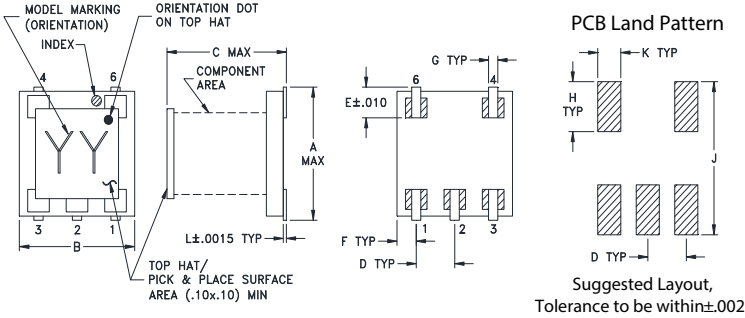 MODEL MARKING
(ORIENTATION)
INDEX
ORIENTATION DOT
ON TOP HAT
4
6
YY
3
2
1
B
C MAX
COMPONENT
AREA
A
MAX
L±.0015 TYP
TOP HAT/
PICK & PLACE SURFACE
AREA (.10x.10) MIN
G TYP
6
4
E±.010
F TYP
1
2
3
D TYP
PCB Land Pattern
K TYP
H
TYP
J
D TYP
Suggested Layout,
Tolerance to be within±.002